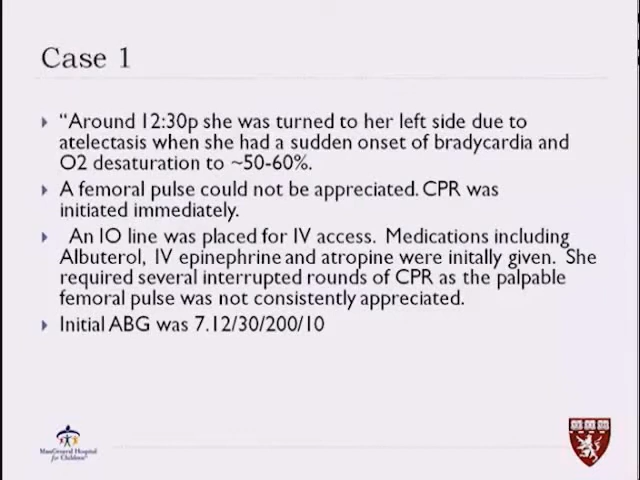 Case 1
“Around 12:30p she was turned to her left side due to
atelectasis when she had a sudden onset of bradycardia and
O2 desaturation to ~50-60%.
A femoral pulse could not be appreciated. CPR was
initiated immediately.
An IO line was placed for IV access. Medications including
Albuterol, IV epinephrine and atropine were initally given. She
required several interrupted rounds of CPR as the palpable
femoral pulse was not consistently appreciated.
Initial ABG was 7.12/30/200/10
MassGeneral Hospital
for Children